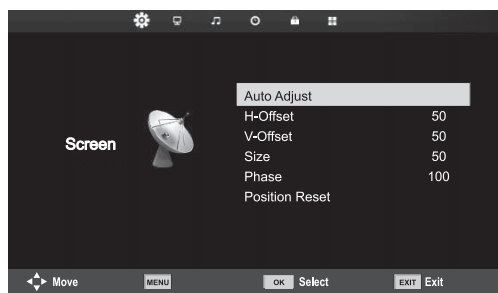 Auto Adjust
H-Offset 50
V-Offset 50
Screen
Size 50
Phase 100
Position Reset
Move MENU OK Select EXIT Exit